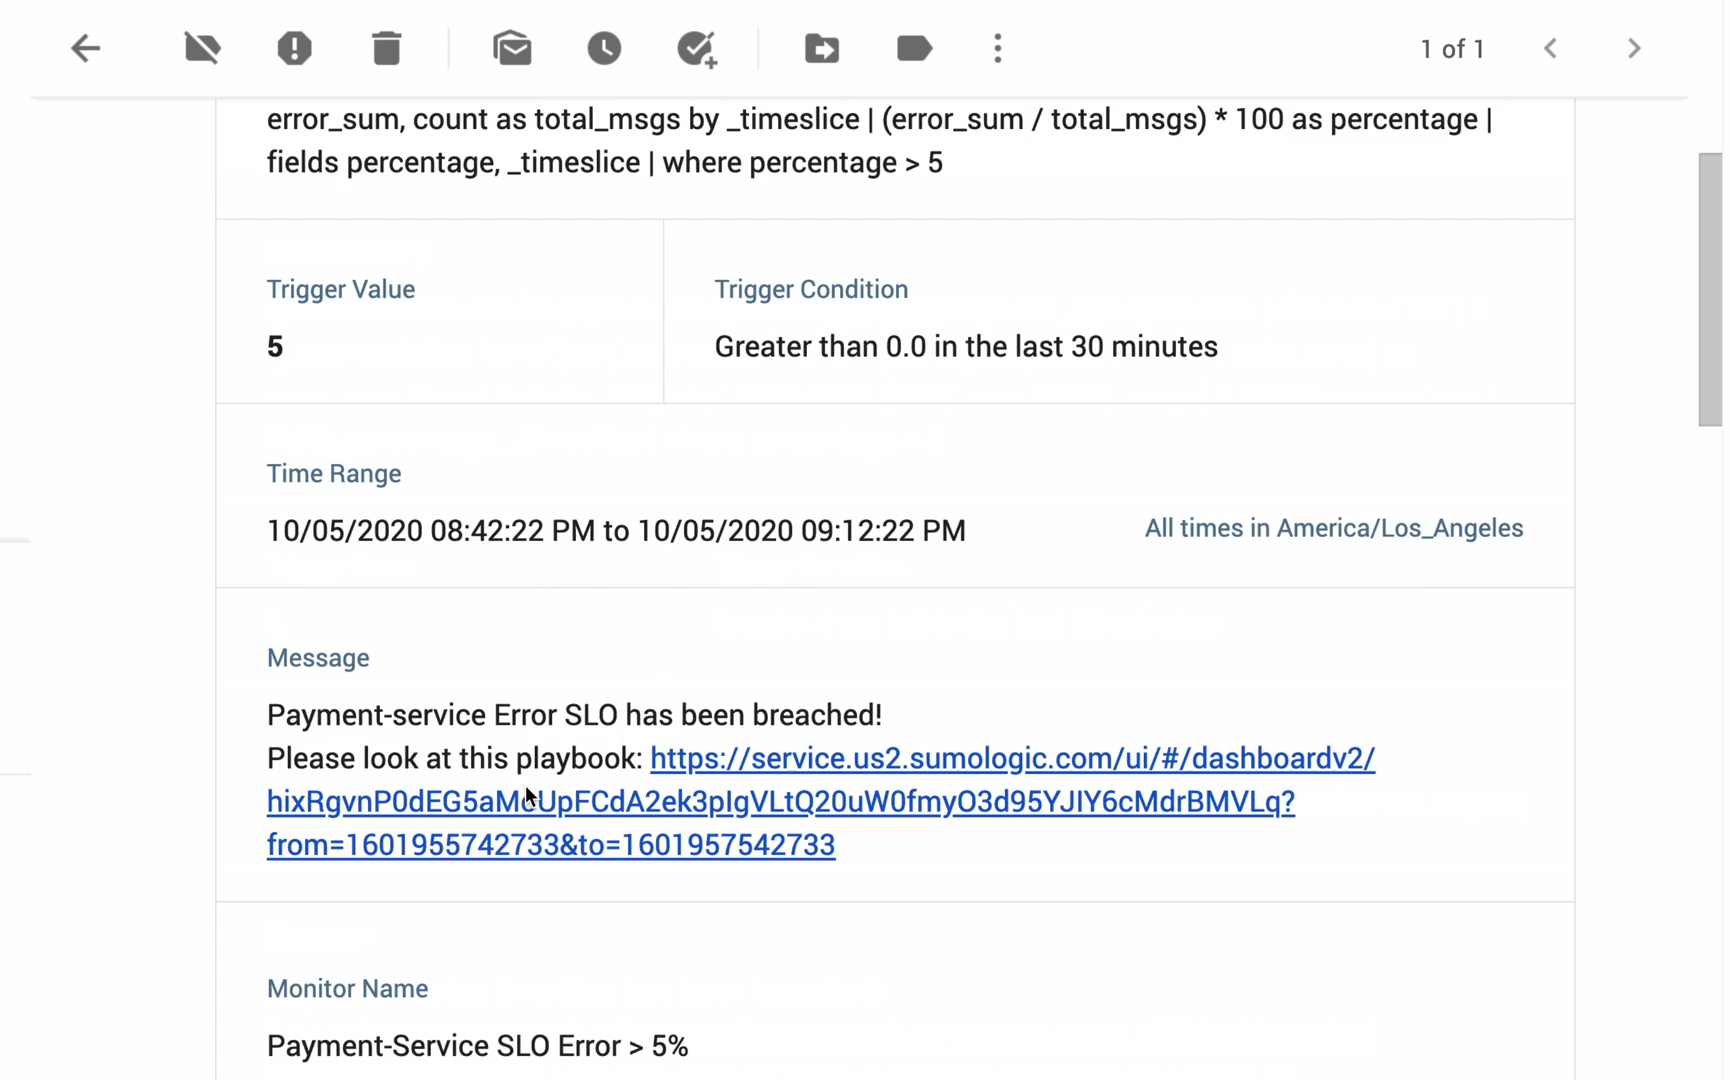 1 of 1
error_sum, count as total_msgs by _timeslice | (error_sum / total_msgs) * 100 as percentage |
fields percentage, _timeslice | where percentage > 5
Trigger Value
Trigger Condition
5
Greater than 0.0 in the last 30 minutes
Time Range
10/05/2020 08:42:22 PM to 10/05/2020 09:12:22 PM
All times in America/Los_Angeles
Message
Payment-service Error SLO has been breached!
Please look at this playbook: https://service.us2.sumologic.com/ui/#/dashboardv2/
from=1601955742733&to=1601957542733
Monitor Name
Payment-Service SLO Error > 5%